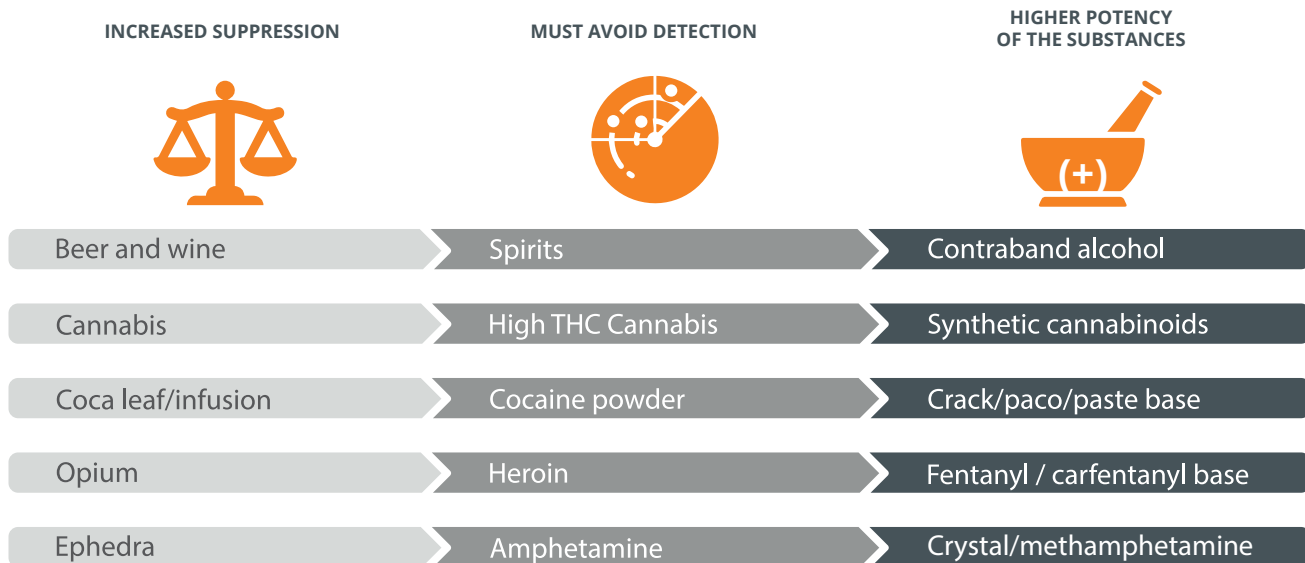 INCREASED SUPPRESSION
MUST AVOID DETECTION
HIGHER POTENCY
OF THE SUBSTANCES
(+)
Beer and wine
Spirits
Contraband alcohol
Cannabis
High THC Cannabis
Synthetic cannabinoids
Coca leaf/infusion
Cocaine powder
Crack/paco/paste base
Opium
Heroin
Fentanyl / carfentanyl base
Ephedra
Amphetamine
Crystal/methamphetamine